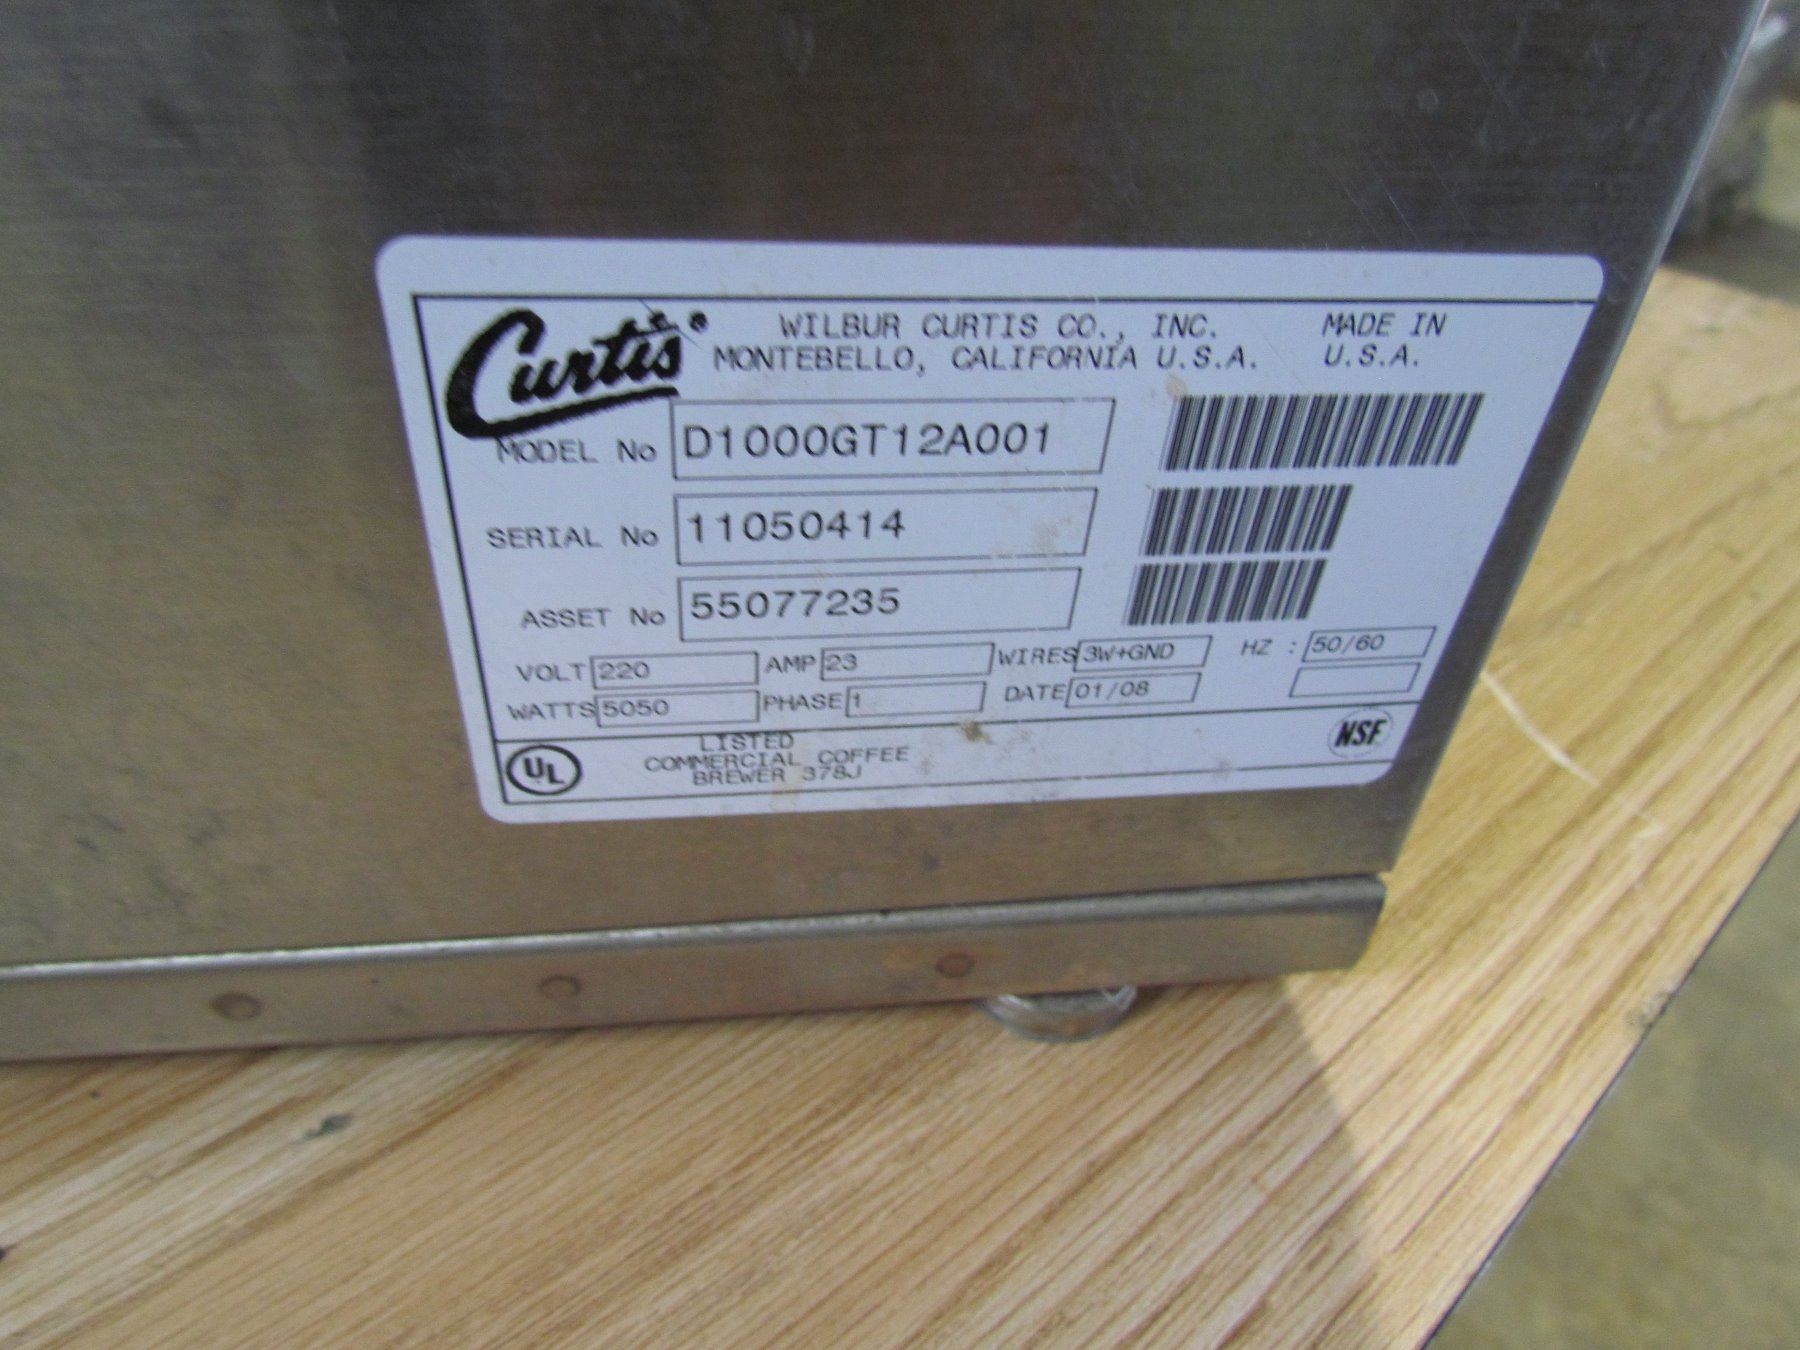 Curtis®
WILBUR CURTIS CO., INC.
MONTEBELLO, CALIFORNIA U.S.A.
MADE IN
U.S.A.
MODEL No D1000GT12A001
SERIAL No 11050414
ASSET No 55077235
VOLT 220 AMP 23 WIRES 3W+GND HZ : 50/60
WATTS 5050 PHASE 1 DATE 01/08
UL
LISTED
COMMERCIAL COFFEE
BREWER 378J
NSF